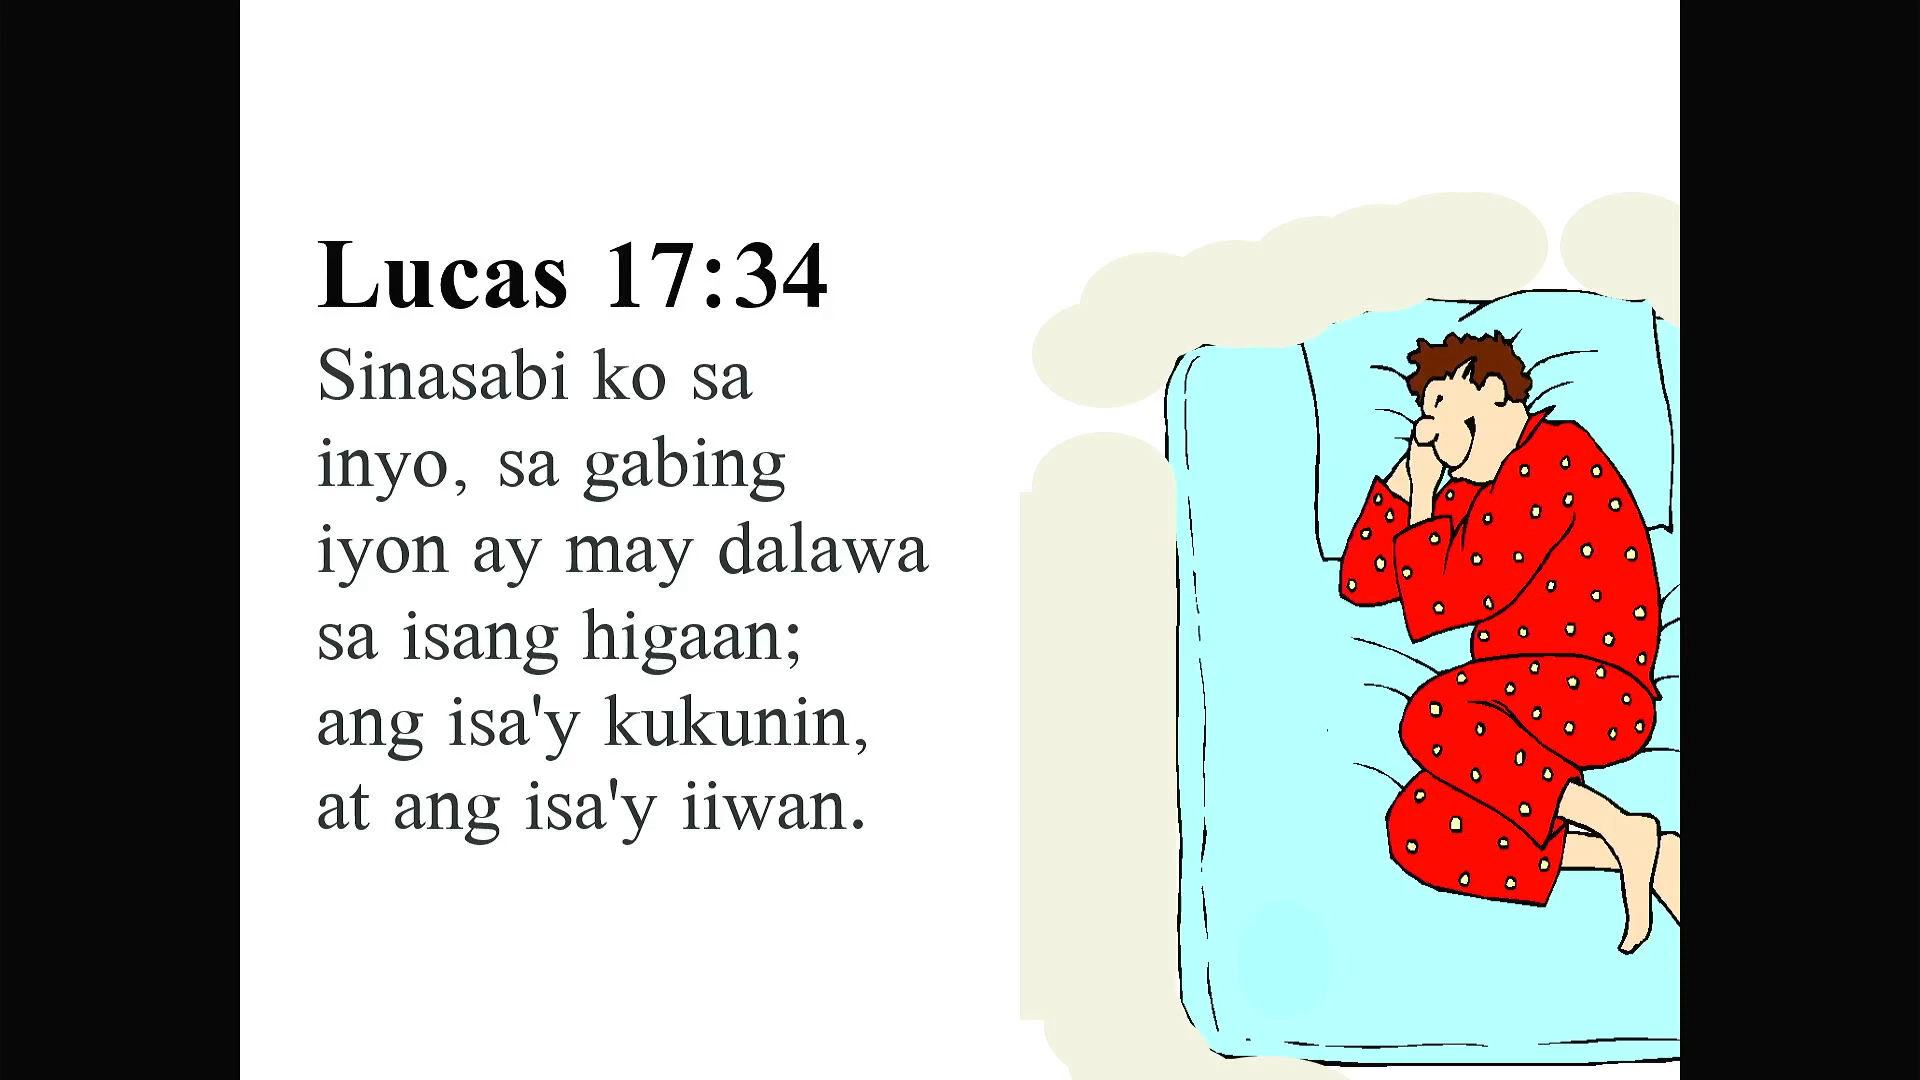 Lucas 17:34
Sinasabi ko sa
inyo, sa gabing
iyon ay may dalawa
sa isang higaan;
ang isa'y kukunin,
at ang isa'y iiwan.